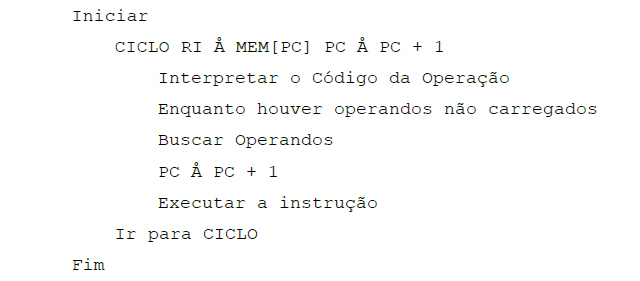 Iniciar
CICLO RI Å MEM[PC] PC Å PC + 1
Interpretar o Código da Operação
Enquanto houver operandos não carregados
Buscar Operandos
PC Å PC + 1
Executar a instrução
Ir para CICLO
Fim